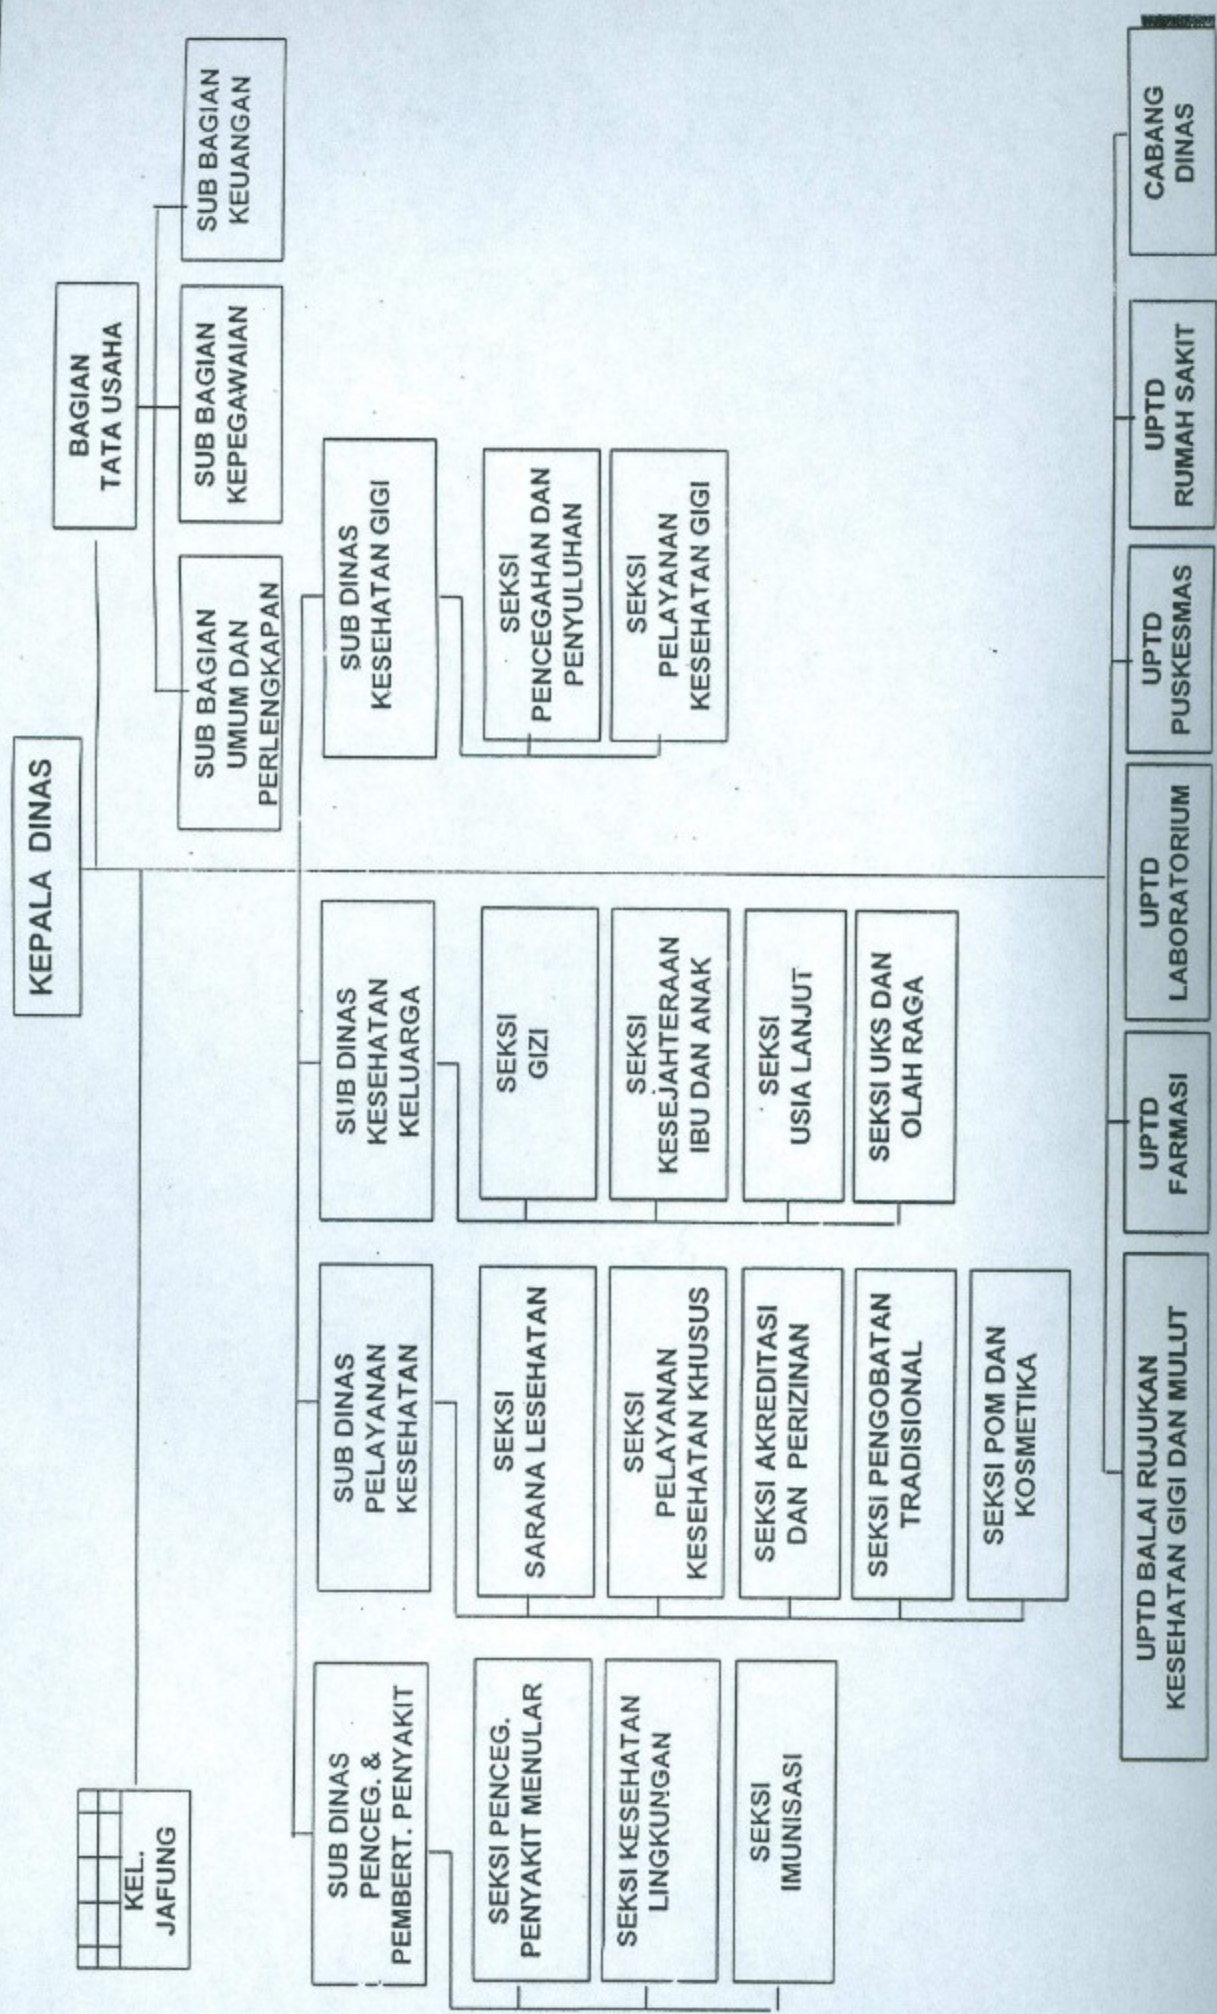 KEPALA DINAS
KEL.
JAFUNG
BAGIAN
TATA USAHA
SUB BAGIAN
UMUM DAN
PERLENGKAPAN
SUB BAGIAN
KEPEGAWAIAN
SUB BAGIAN
KEUANGAN
SUB DINAS
PENCEG. &
PEMBERT. PENYAKIT
SEKSI PENCEG.
PENYAKIT MENULAR
SEKSI KESEHATAN
LINGKUNGAN
SEKSI
IMUNISASI
SUB DINAS
PELAYANAN
KESEHATAN
SEKSI
SARANA LESEHATAN
SEKSI
PELAYANAN
KESEHATAN KHUSUS
SEKSI AKREDITASI
DAN PERIZINAN
SEKSI PENGOBATAN
TRADISIONAL
SEKSI POM DAN
KOSMETIKA
SUB DINAS
KESEHATAN
KELUARGA
SEKSI
GIZI
SEKSI
KESEJAHTERAAN
IBU DAN ANAK
SEKSI
USIA LANJUT
SEKSI UKS DAN
OLAH RAGA
SUB DINAS
KESEHATAN GIGI
SEKSI
PENCEGAHAN DAN
PENYULUHAN
SEKSI
PELAYANAN
KESEHATAN GIGI
UPTD BALAI RUJUKAN
KESEHATAN GIGI DAN MULUT
UPTD
FARMASI
UPTD
LABORATORIUM
UPTD
PUSKESMAS
UPTD
RUMAH SAKIT
CABANG
DINAS